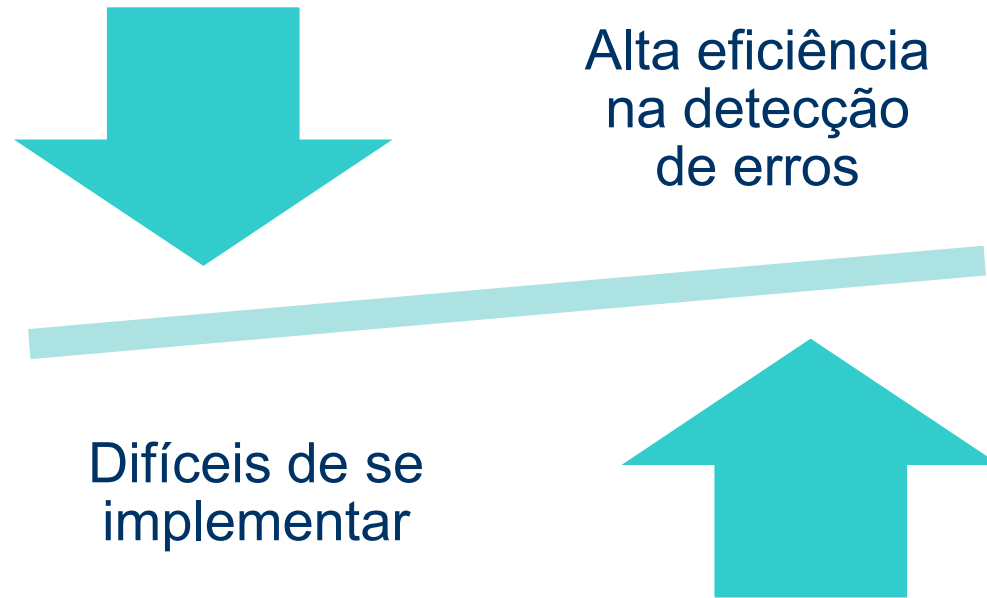 Alta eficiência
na detecção
de erros
Difíceis de se
implementar